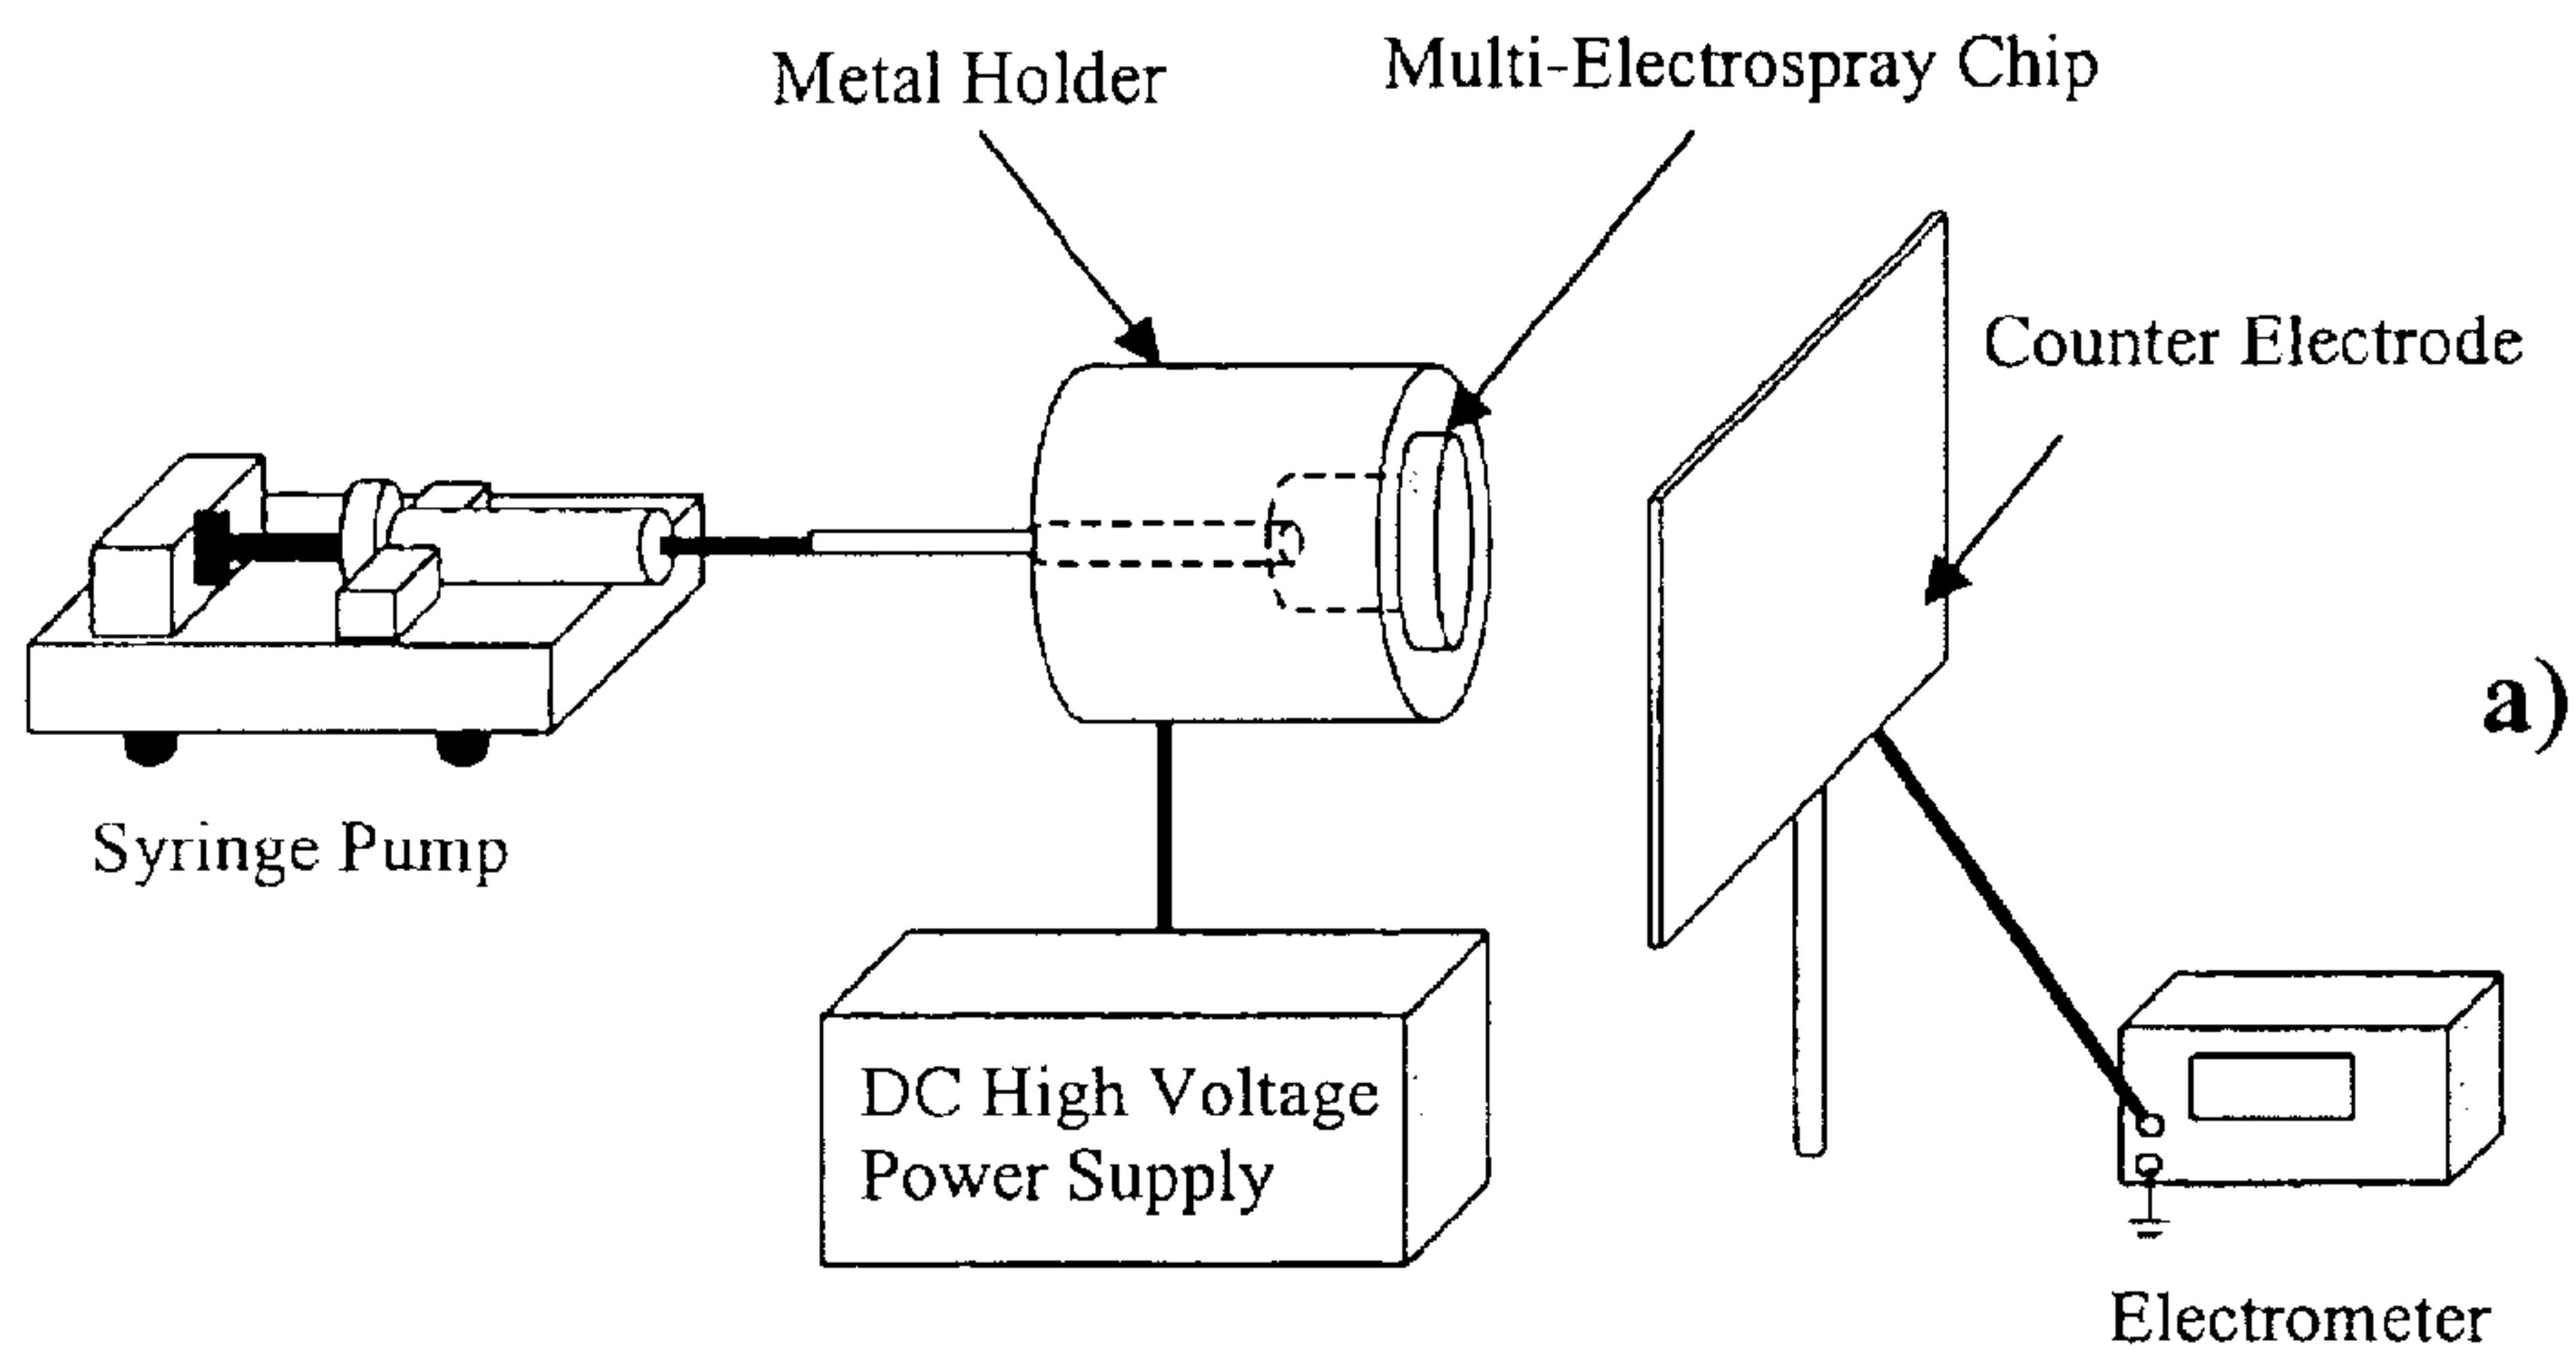 Metal Holder
Multi-Electrospray Chip
Counter Electrode
a)
Syringe Pump
DC High Voltage
Power Supply
Electrometer